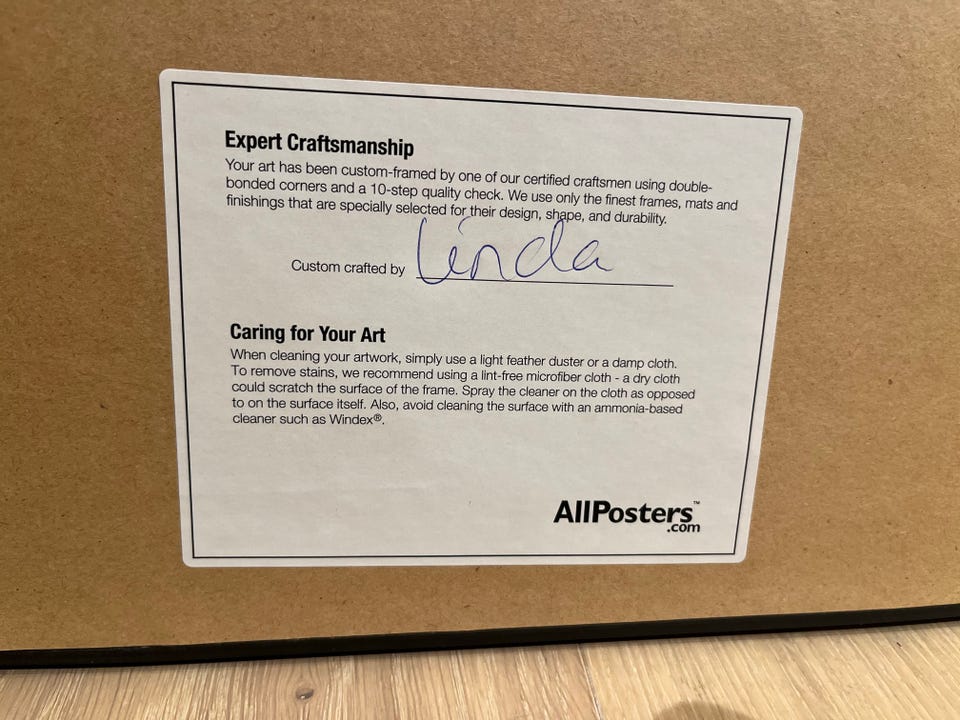 Expert Craftsmanship
Your art has been custom-framed by one of our certified craftsmen using double-
bonded corners and a 10-step quality check. We use only the finest frames, mats and
finishings that are specially selected for their design, shape, and durability.
Custom crafted by Linda
Caring for Your Art
When cleaning your artwork, simply use a light feather duster or a damp cloth.
To remove stains, we recommend using a lint-free microfiber cloth - a dry cloth
could scratch the surface of the frame. Spray the cleaner on the cloth as opposed
to on the surface itself. Also, avoid cleaning the surface with an ammonia-based
cleaner such as Windex®.
AllPosters™
.com